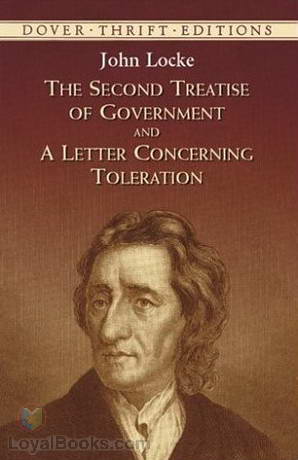 DOVER · THRIFT · EDITIONS
John Locke
THE SECOND TREATISE
OF GOVERNMENT
AND
A LETTER CONCERNING
TOLERATION
LoyalBooks.com